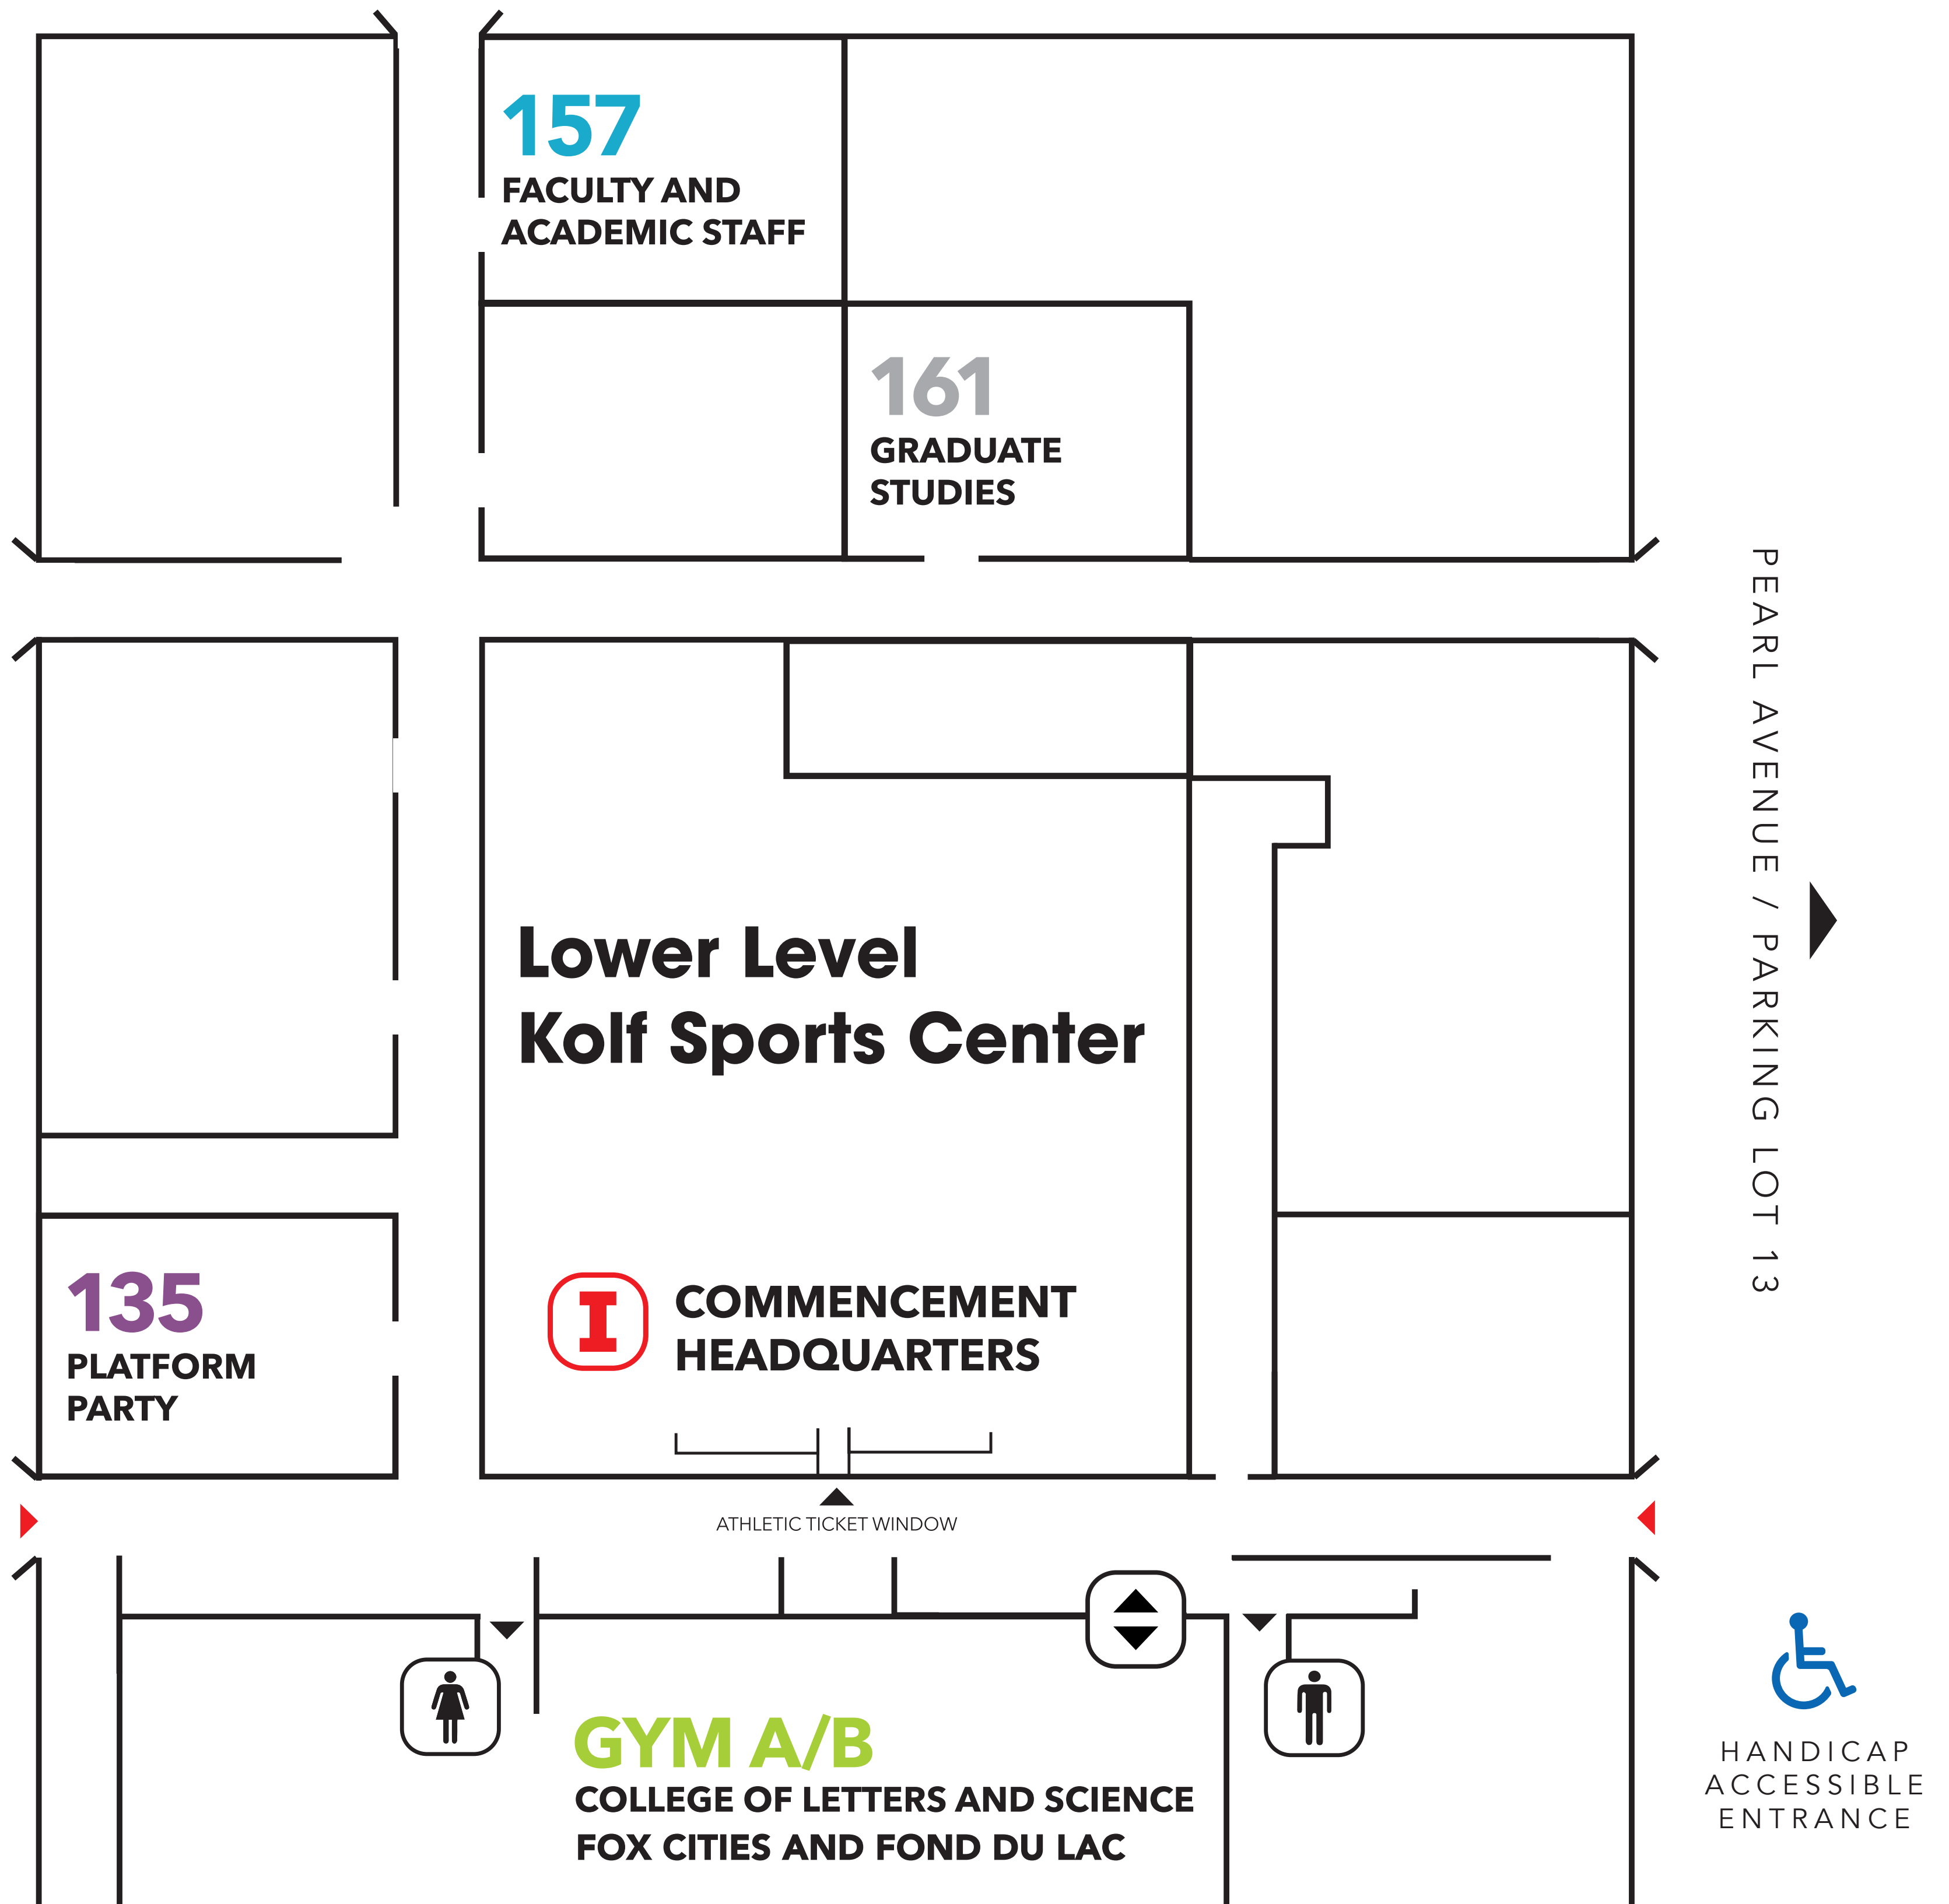 157
FACULTY AND
ACADEMIC STAFF
161
GRADUATE
STUDIES
PEARL AVENUE / PARKING LOT 13
Lower Level
Kolf Sports Center
135
PLATFORM
PARTY
I
COMMENCEMENT
HEADQUARTERS
ATHLETIC TICKET WINDOW
GYM A/B
COLLEGE OF LETTERS AND SCIENCE
FOX CITIES AND FOND DU LAC
HANDICAP
ACCESSIBLE
ENTRANCE